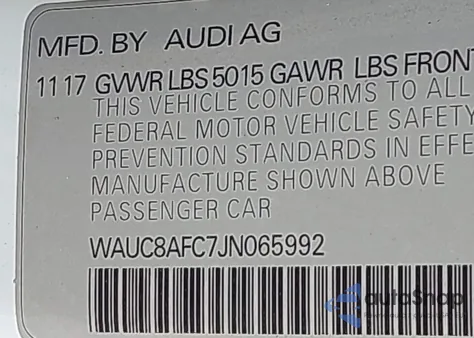 MFD. BY AUDI AG
1117 GVWR LBS 5015 GAWR LBS FRONT
THIS VEHICLE CONFORMS TO ALL
FEDERAL MOTOR VEHICLE SAFETY
PREVENTION STANDARDS IN EFFE
MANUFACTURE SHOWN ABOVE
PASSENGER CAR
WAUC8AFC7JN065992
autoShop